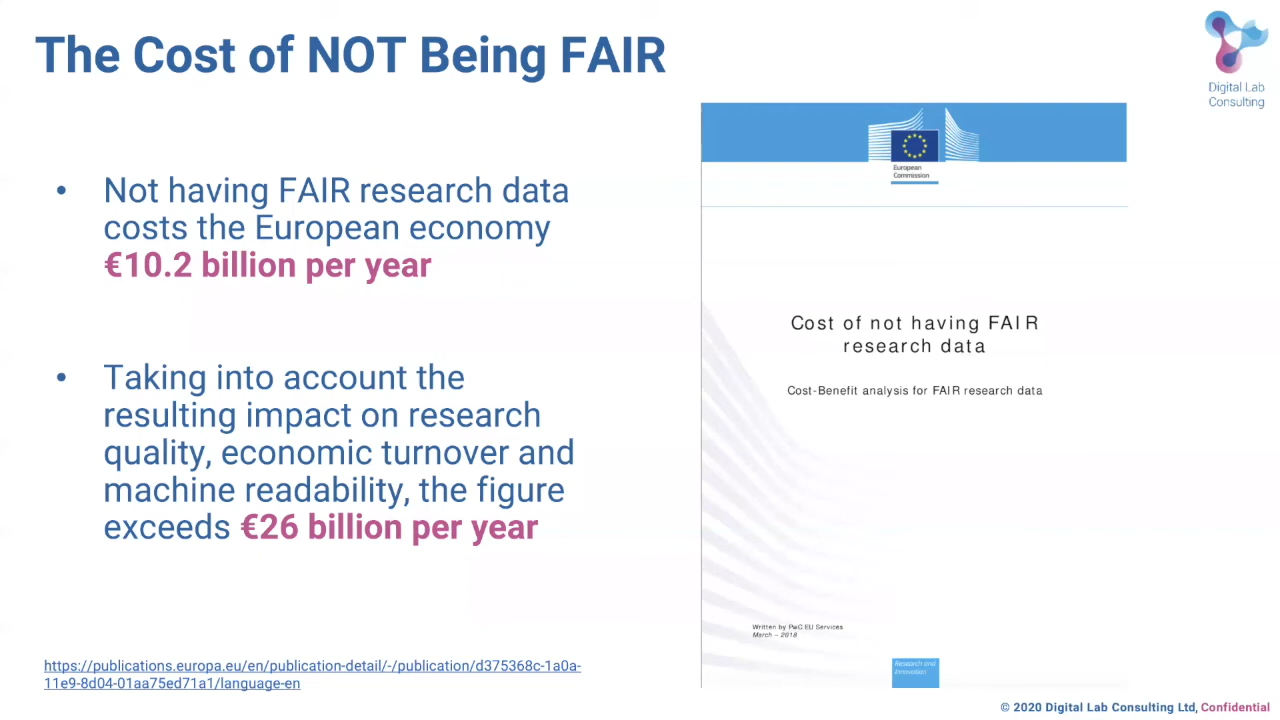 The Cost of NOT Being FAIR
Digital Lab
Consulting
• Not having FAIR research data
costs the European economy
€10.2 billion per year
• Taking into account the
resulting impact on research
quality, economic turnover and
machine readability, the figure
exceeds €26 billion per year
https://publications.europa.eu/en/publication-detail/-/publication/d375368c-1a0a-
11e9-8d04-01aa75ed71a1/language-en
European
Commission
Cost of not having FAIR
research data
Cost-Benefit analysis for FAIR research data
Written by PwC EU Services
March – 2018
Research and
Innovation
© 2020 Digital Lab Consulting Ltd, Confidential